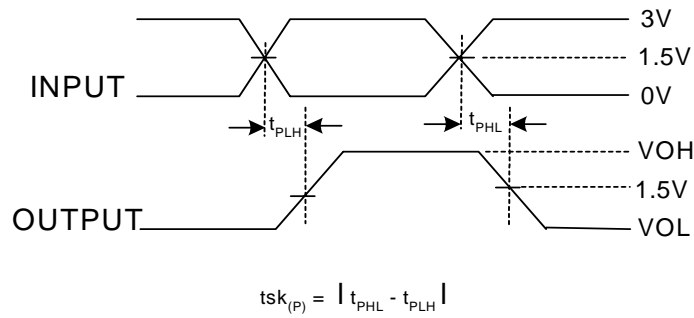 3V
1.5V
INPUT
0V
tPLH
tPHL
VOH
1.5V
OUTPUT
VOL
tsk(P) = | tPHL - tPLH |